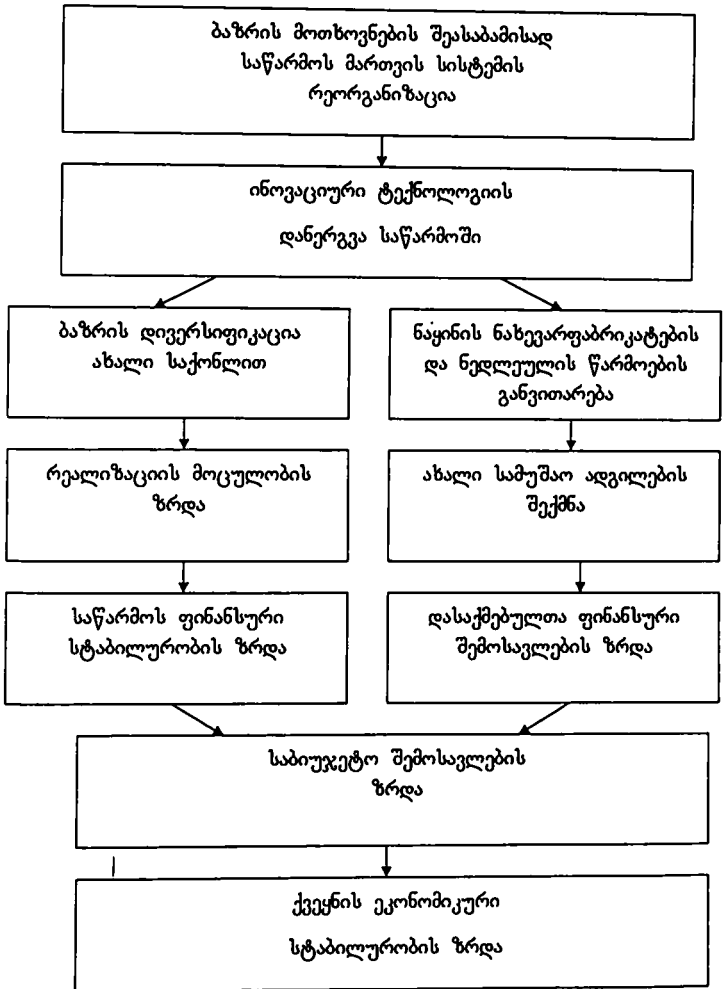 ბაზრის მოთხოვნების შეასაბამისად
საწარმოს მართვის სისტემის
რეორგანიზაცია
ინოვაციური ტექნოლოგიის
დანერგვა საწარმოში
ბაზრის დივერსიფიკაცია
ახალი საქონლით
ნაყინის ნახევარფაბრიკატების
და ნედლეულის წარმოების
განვითარება
რეალიზაციის მოცულობის
ზრდა
ახალი სამუშაო ადგილების
შექმნა
საწარმოს ფინანსური
სტაბილურობის ზრდა
დასაქმებულთა ფინანსური
შემოსავლების ზრდა
საბიუჯეტო შემოსავლების
ზრდა
ქვეყნის ეკონომიკური
სტაბილურობის ზრდა